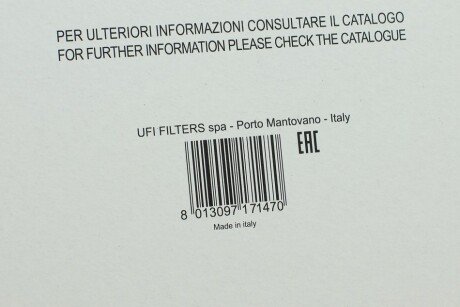 PER ULTERIORI INFORMAZIONI CONSULTARE IL CATALOGO
FOR FURTHER INFORMATION PLEASE CHECK THE CATALOGUE
UFI FILTERS spa - Porto Mantovano - Italy
EAC
8 013097 171470
Made in italy